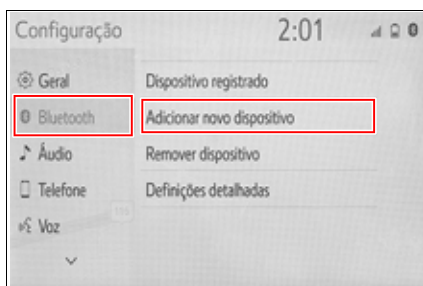 Configuração 2:01
Geral
Dispositivo registrado
Bluetooth
Adicionar novo dispositivo
Áudio
Remover dispositivo
Telefone
Definições detalhadas
Voz